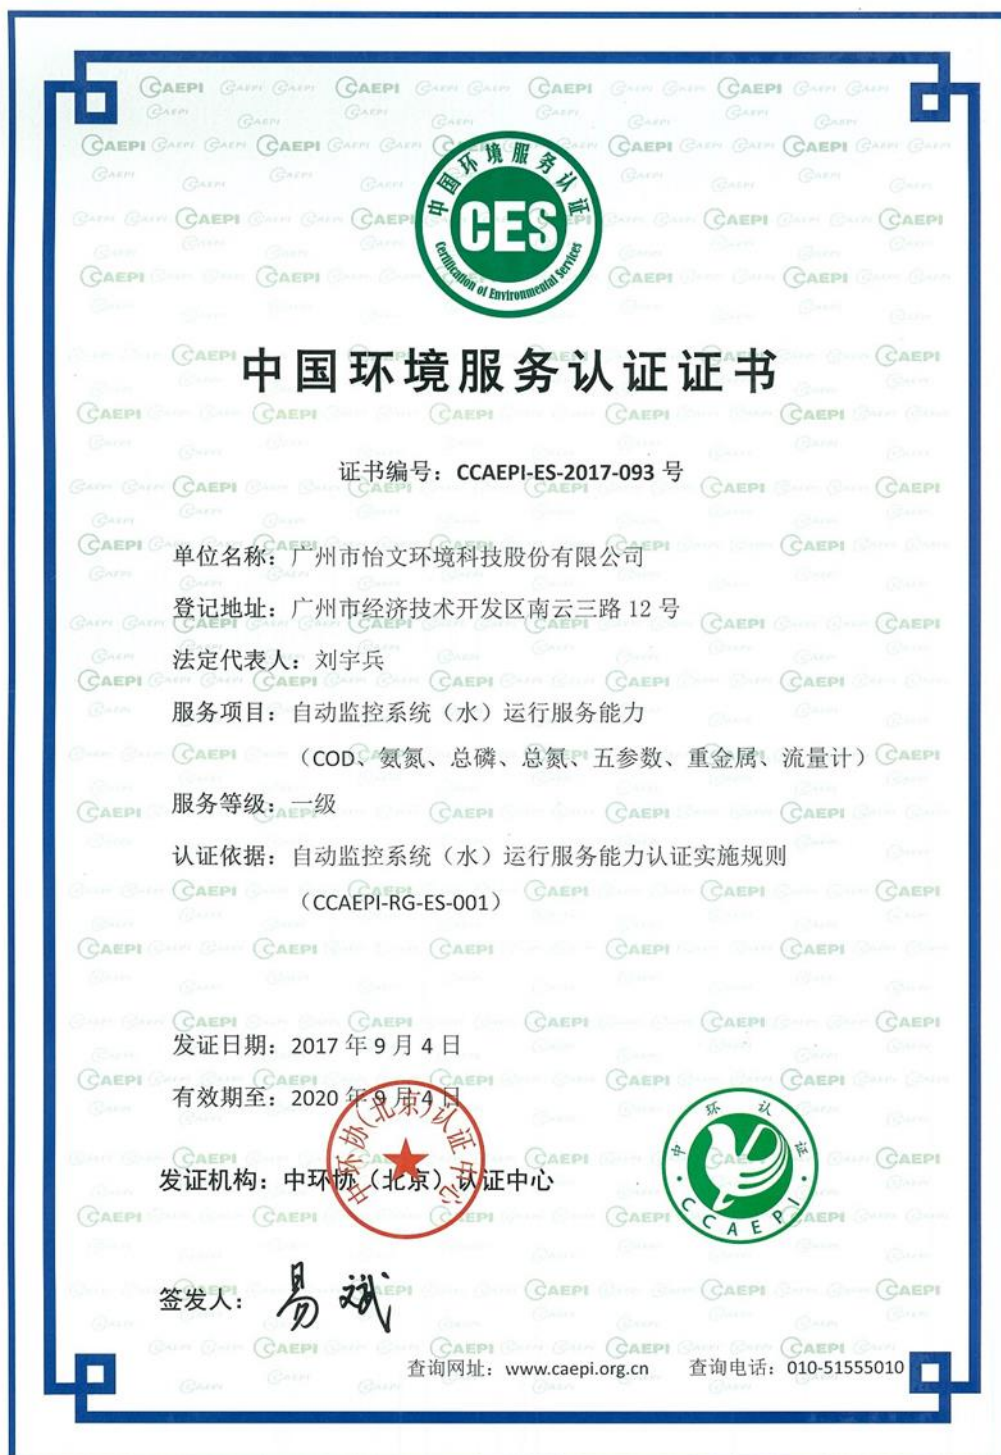 中国环境服务认证
CES
Certification of Environmental Services
中国环境服务认证证书
证书编号：CCAEPI-ES-2017-093 号
单位名称：广州市怡文环境科技股份有限公司
登记地址：广州市经济技术开发区南云三路 12 号
法定代表人：刘宇兵
服务项目：自动监控系统（水）运行服务能力
（COD、氨氮、总磷、总氮、五参数、重金属、流量计）
服务等级：一级
认证依据：自动监控系统（水）运行服务能力认证实施规则
（CCAEPI-RG-ES-001）
发证日期：2017 年 9 月 4 日
有效期至：2020 年 9 月 4 日
中环协(北京)认证中心
中环认证
·CCAEPI·
发证机构：中环协（北京）认证中心
签发人：易斌
查询网址：www.caepi.org.cn 查询电话：010-51555010
CCAEPI